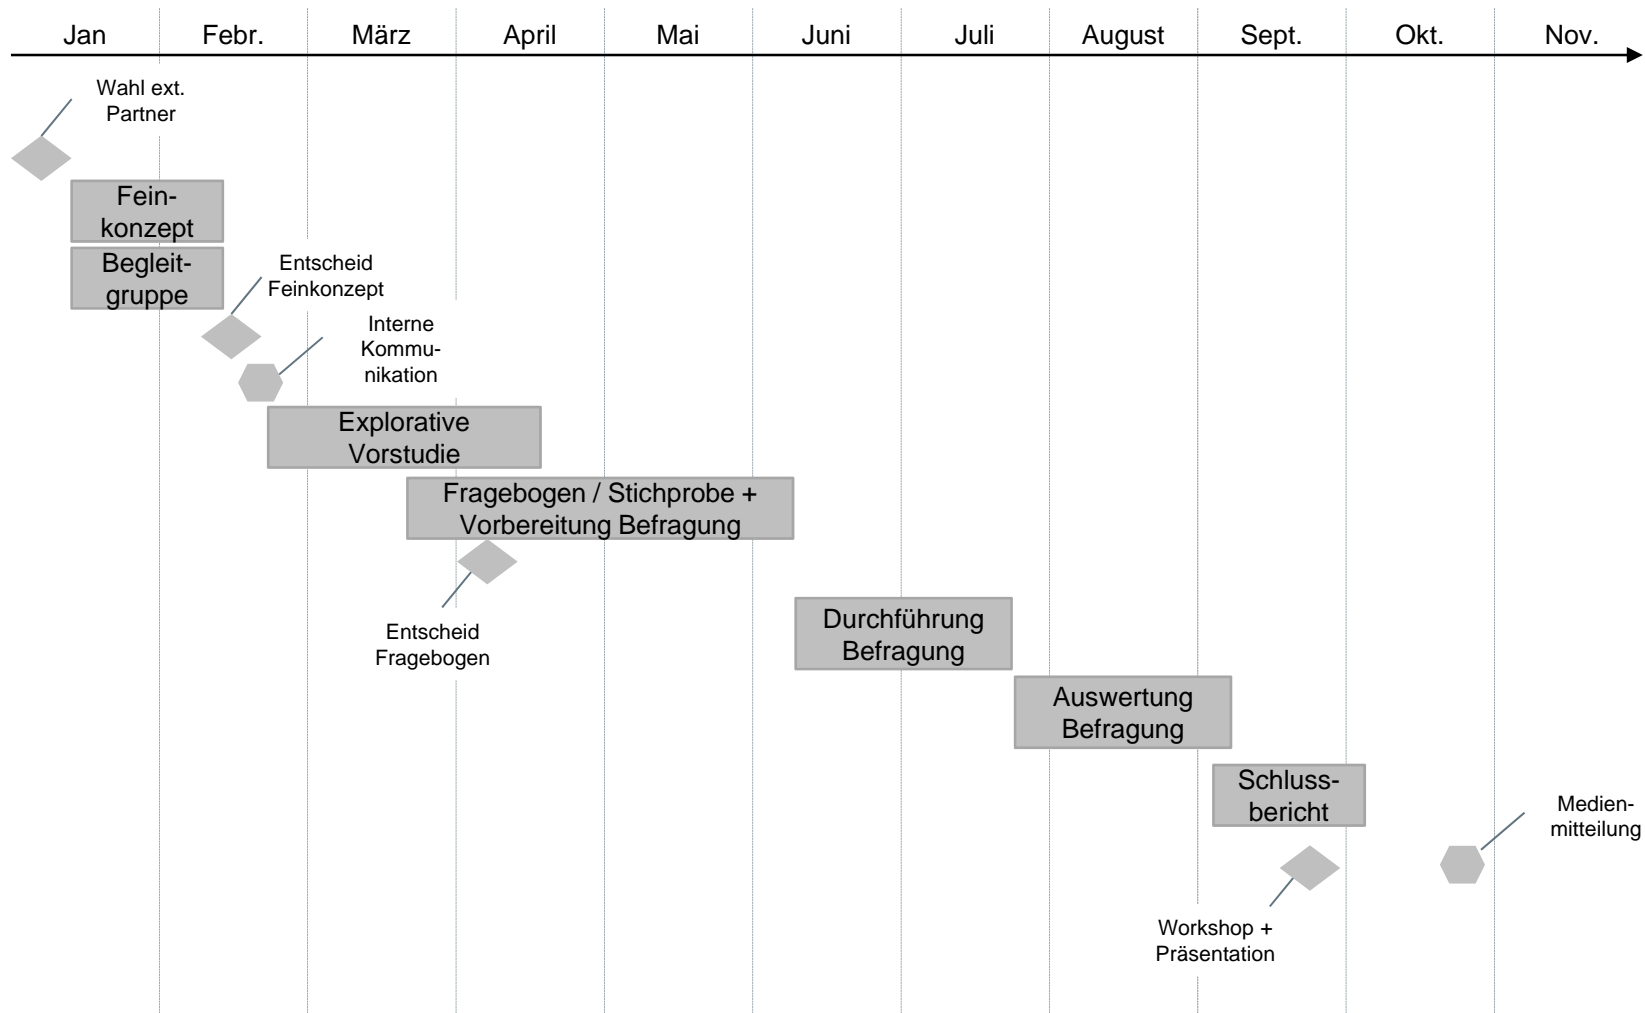 Jan Febr. März April Mai Juni Juli August Sept. Okt. Nov.
Wahl ext.
Partner
Fein-
konzept
Begleit-
gruppe
Entscheid
Feinkonzept
Interne
Kommu-
nikation
Explorative
Vorstudie
Fragebogen / Stichprobe +
Vorbereitung Befragung
Entscheid
Fragebogen
Durchführung
Befragung
Auswertung
Befragung
Schluss-
bericht
Medien-
mitteilung
Workshop +
Präsentation